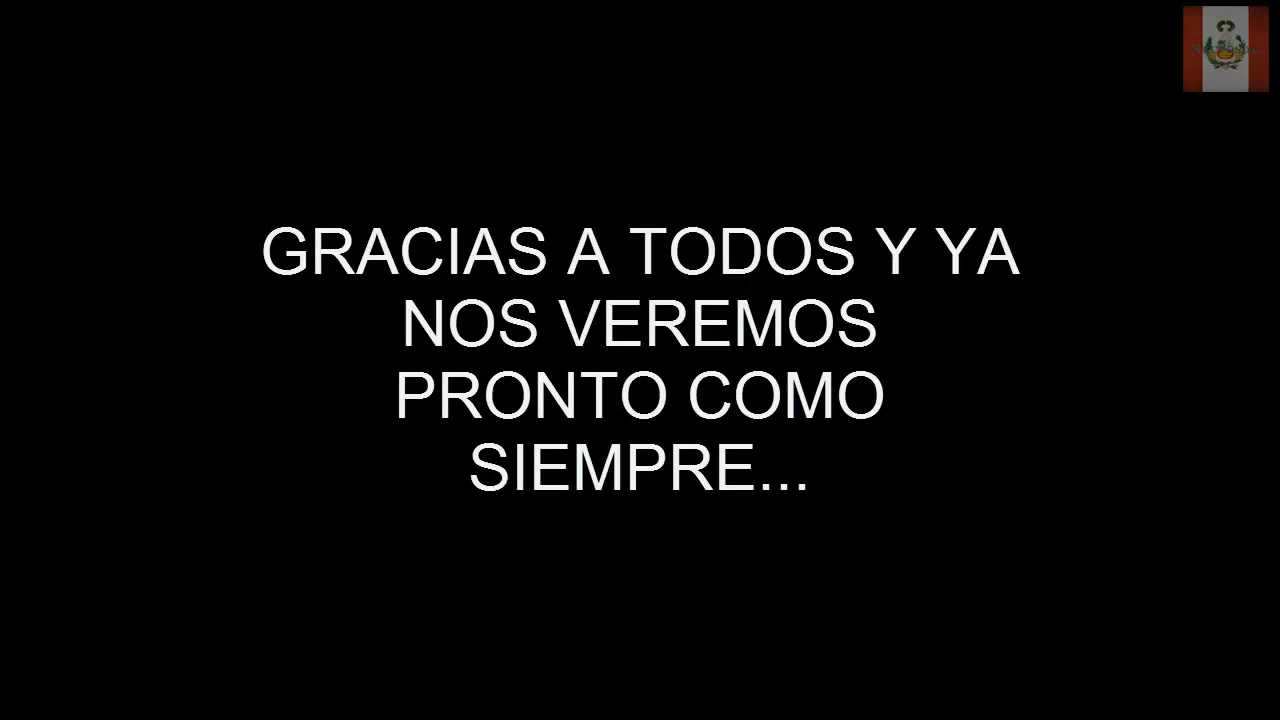 GRACIAS A TODOS Y YA
NOS VEREMOS
PRONTO COMO
SIEMPRE...